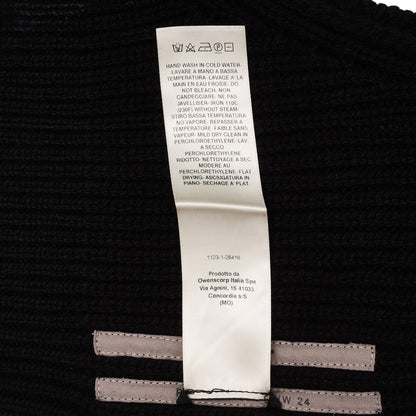 HAND WASH IN COLD WATER-
LAVARE A MANO A BASSA
TEMPERATURA- LAVAGE A LA
MAIN EN EAU FROIDE- DO
NOT BLEACH- NON
CANDEGGIARE- NE PAS
JAVELLISER- IRON 110C
(230F) WITHOUT STEAM-
STIRO BASSA TEMPERATURA
NO VAPORE- REPASSER A
TEMPERATURE FAIBLE SANS
VAPEUR- MILD DRY CLEAN IN
PERCHLORETHYLENE- LAV
A SECCO
PERCHLORETHYLENE
RIDOTTO- NETTOYAGE A SEC
MODÉRE AU
PERCHLORETHYLENE- FLAT
DRYING- ASCIUGATURA IN
PIANO- SECHAGE A PLAT.
1123-1-26416
Prodotto da
Owenscorp Italia Spa
Via Agnini, 15 41033
Concordia s/S
(MO)
W 24